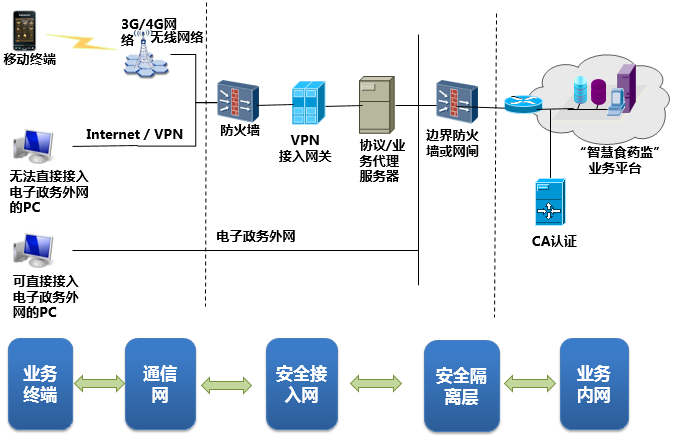 3G/4G网
络
无线网络
移动终端
Internet / VPN
防火墙
VPN
接入网关
协议/业
务代理
服务器
边界防火
墙或网闸
“智慧食药监”
业务平台
无法直接接入
电子政务外网
的PC
电子政务外网
CA认证
可直接接入
电子政务外
网的PC
业务
终端
通信
网
安全接
入网
安全隔
离层
业务
内网